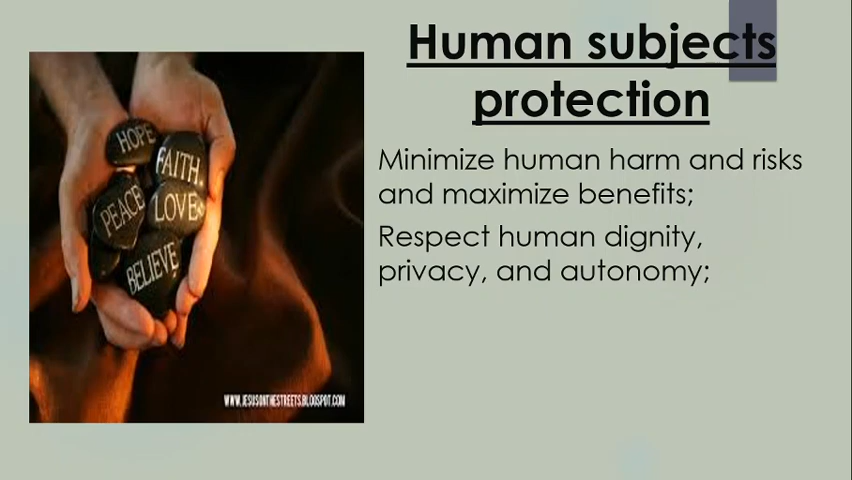 Human subjects
protection
Minimize human harm and risks
and maximize benefits;
Respect human dignity,
privacy, and autonomy;
HOPE
FAITH.
PEACE
LOVE
BELIEVE
WWW.JESUSONTHESTREETS.BLOGSPOT.COM